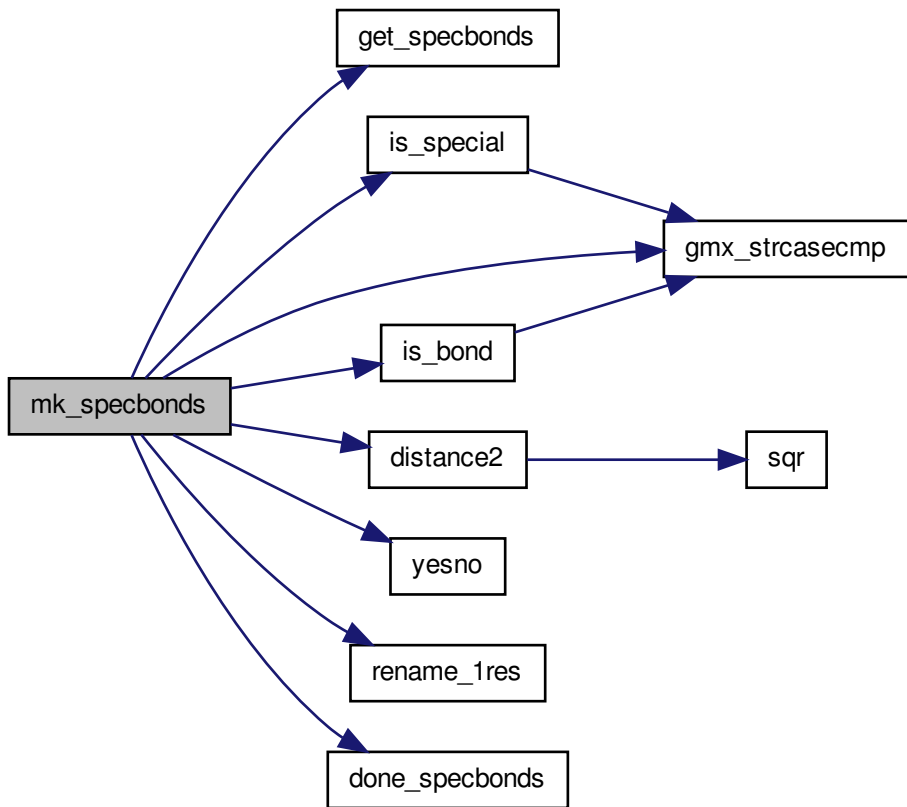 get_specbonds
is_special
gmx_strcasecmp
is_bond
mk_specbonds
distance2
sqr
yesno
rename_1res
done_specbonds